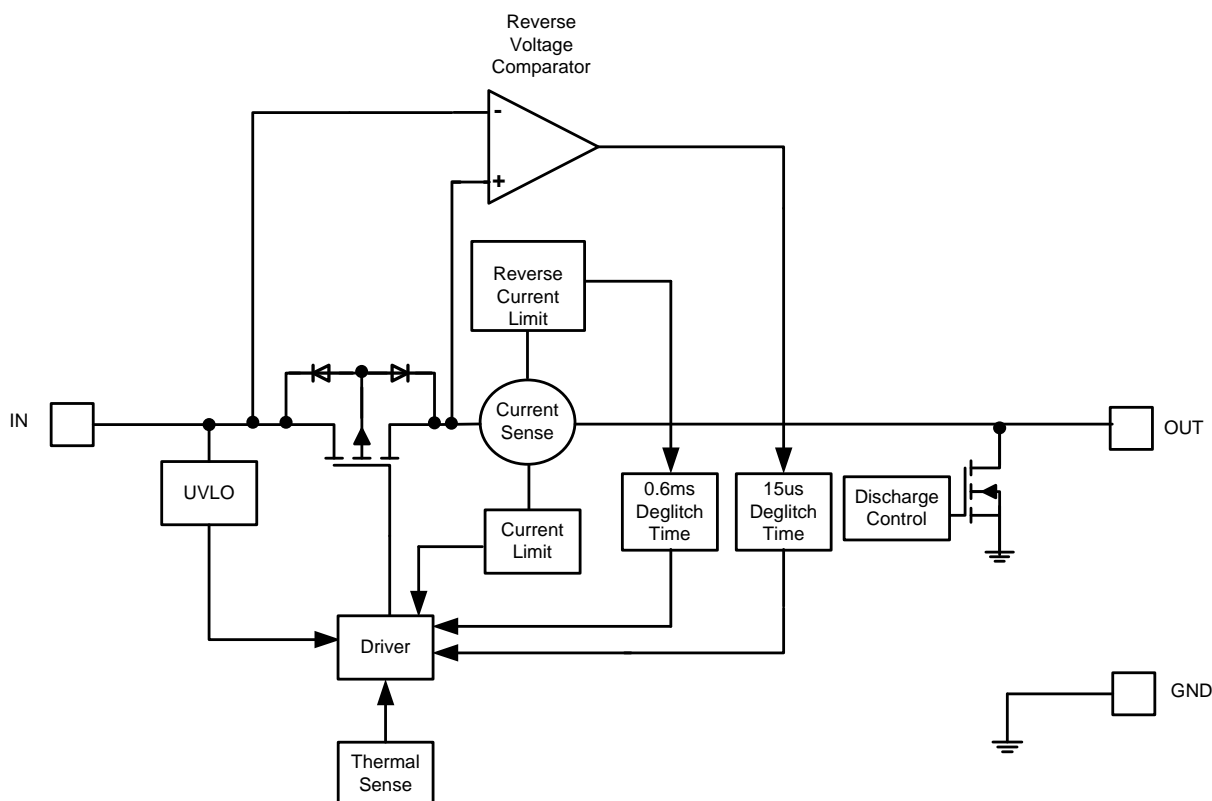 Reverse
Voltage
Comparator
-
+
Reverse
Current
Limit
IN
Current
Sense
OUT
UVLO
0.6ms
Deglitch
Time
15us
Deglitch
Time
Discharge
Control
Current
Limit
Driver
GND
Thermal
Sense